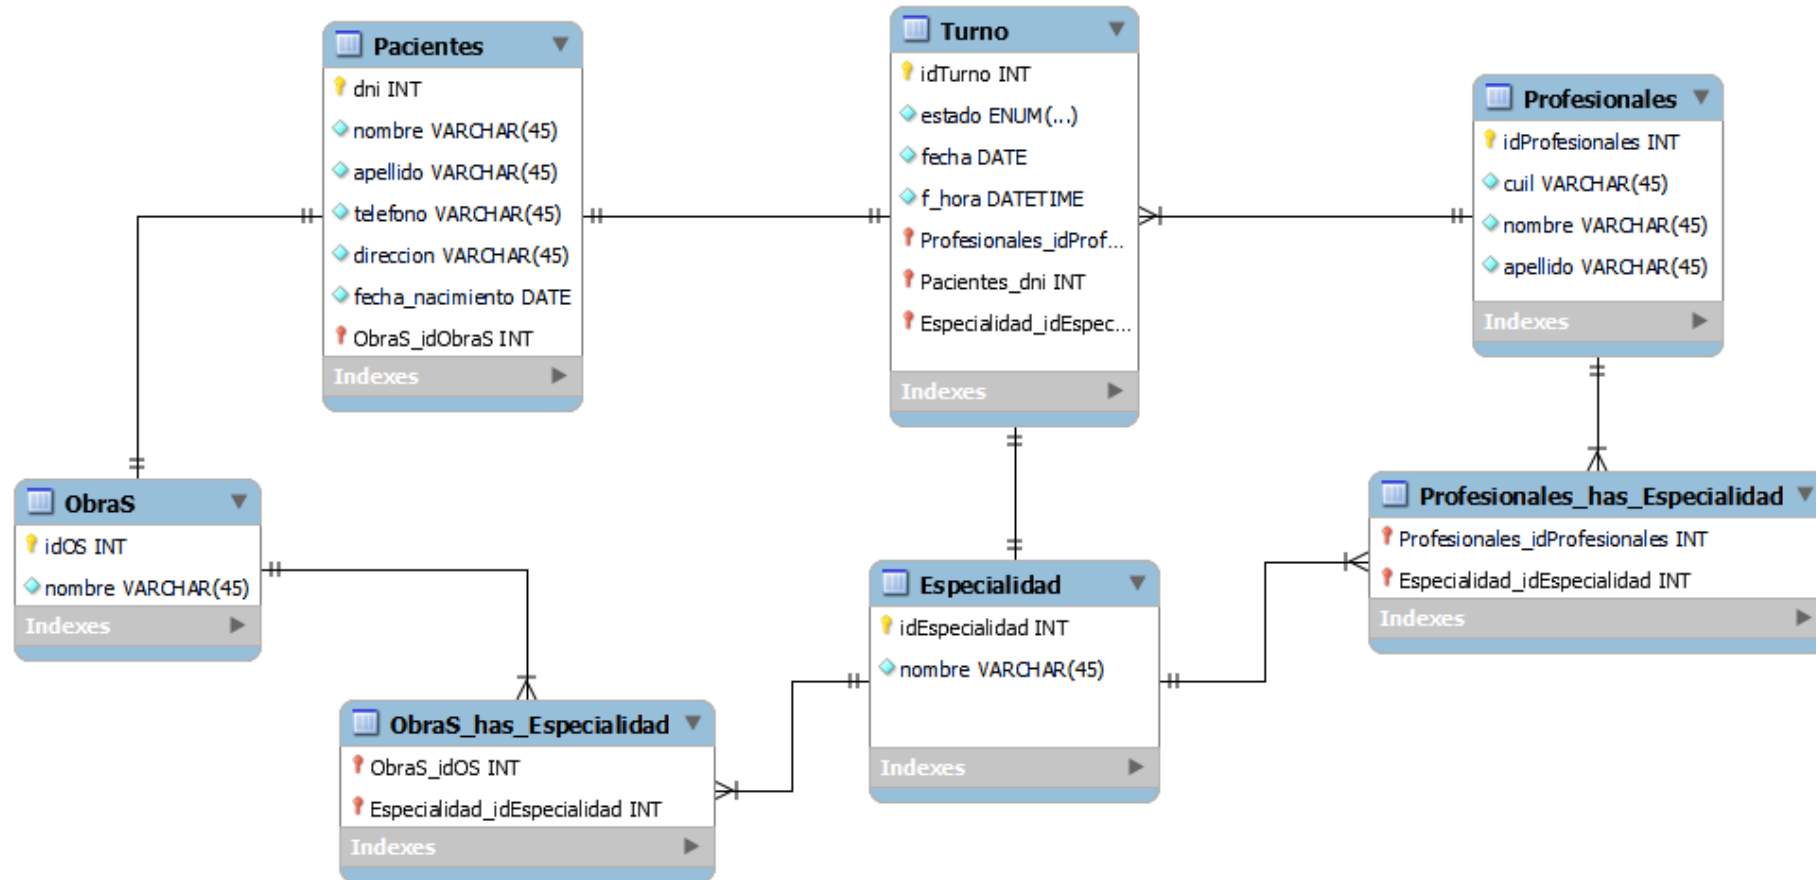 Pacientes
dni INT
nombre VARCHAR(45)
apellido VARCHAR(45)
telefono VARCHAR(45)
direccion VARCHAR(45)
fecha_nacimiento DATE
ObraS_idObraS INT
Indexes
Turno
idTurno INT
estado ENUM(...)
fecha DATE
f_hora DATETIME
Profesionales_idProf...
Pacientes_dni INT
Especialidad_idEspec...
Indexes
Profesionales
idProfesionales INT
cuil VARCHAR(45)
nombre VARCHAR(45)
apellido VARCHAR(45)
Indexes
ObraS
idOS INT
nombre VARCHAR(45)
Indexes
Profesionales_has_Especialidad
Profesionales_idProfesionales INT
Especialidad_idEspecialidad INT
Indexes
Especialidad
idEspecialidad INT
nombre VARCHAR(45)
Indexes
ObraS_has_Especialidad
ObraS_idOS INT
Especialidad_idEspecialidad INT
Indexes